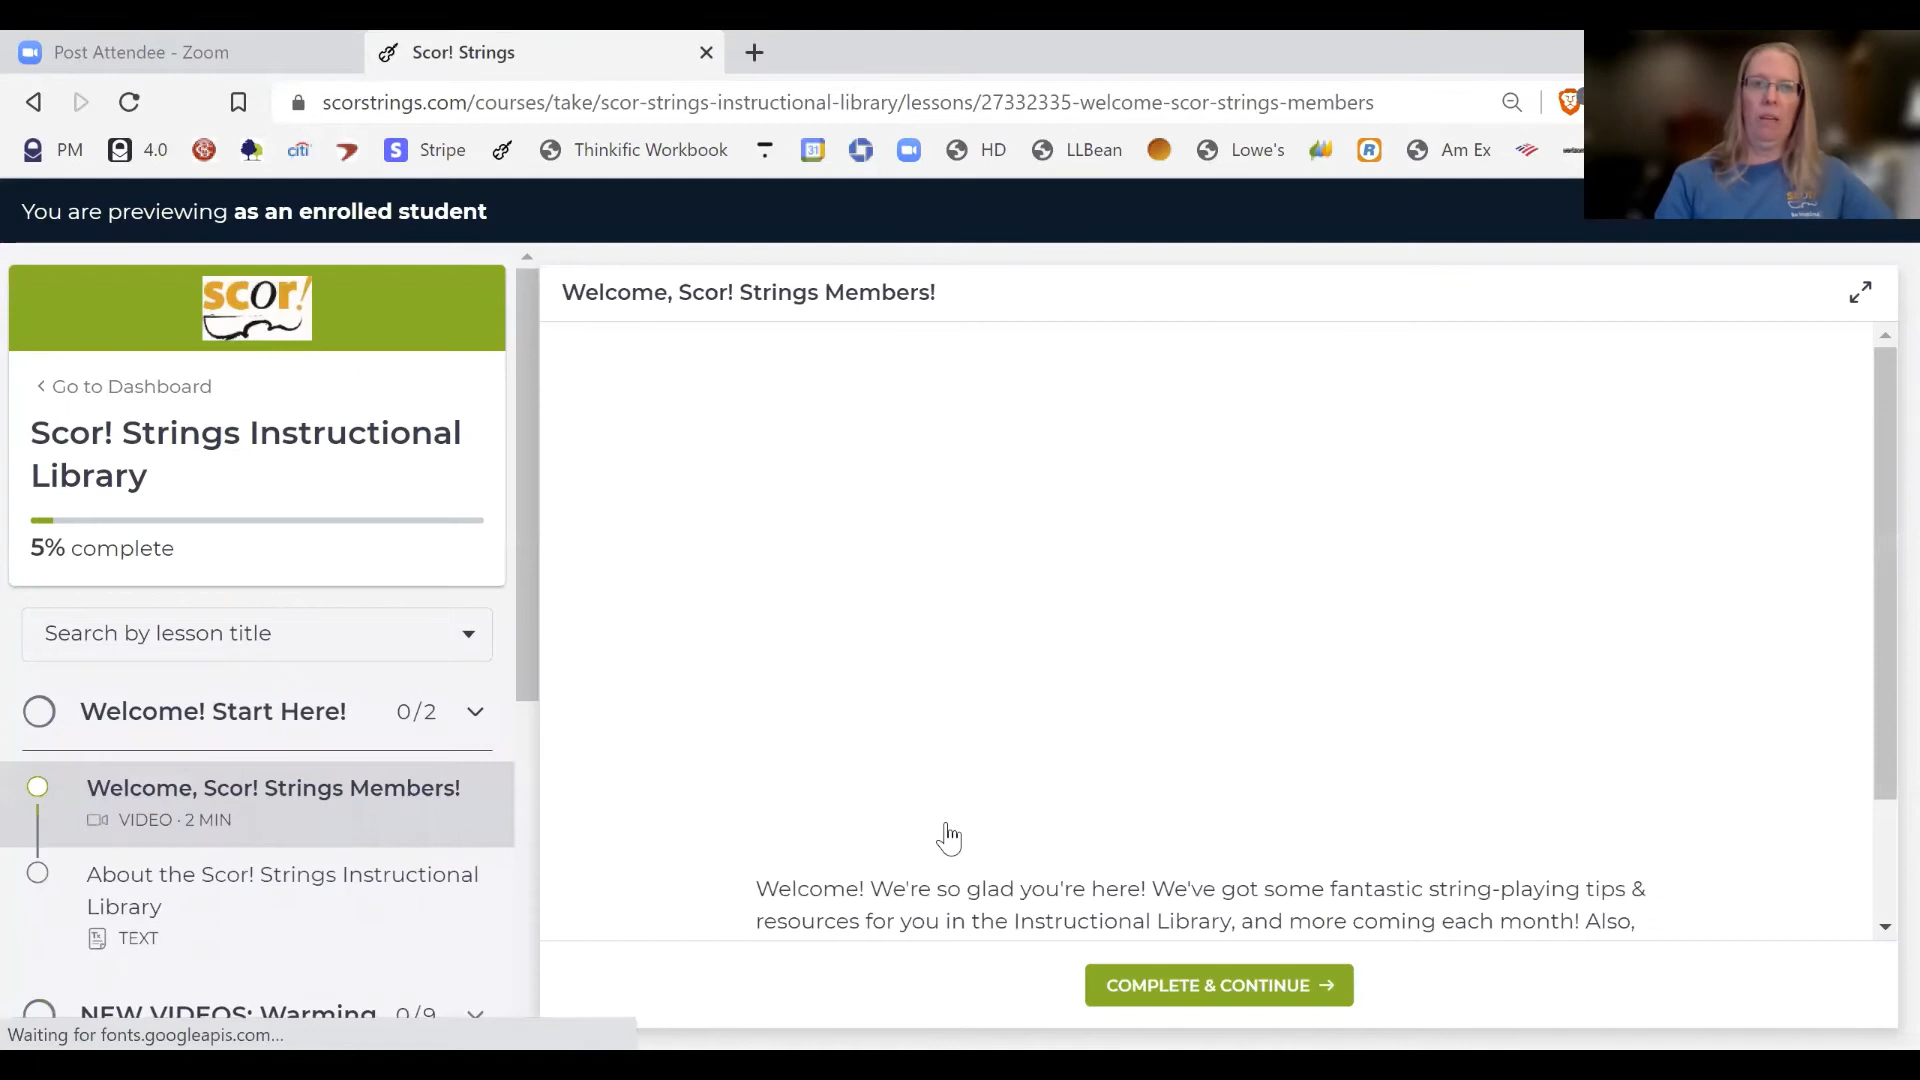 Post Attendee - Zoom
Scor! Strings
scorstrings.com/courses/take/scor-strings-instructional-library/lessons/27332335-welcome-scor-strings-members
PM
4.0
citi
S Stripe
Thinkific Workbook
31
HD
LLBean
Lowe's
R
Am Ex
You are previewing as an enrolled student
scor!
Go to Dashboard
Scor! Strings Instructional
Library
5% complete
Search by lesson title
Welcome! Start Here! 0/2
Welcome, Scor! Strings Members!
VIDEO · 2 MIN
About the Scor! Strings Instructional
Library
TEXT
NEW VIDEOS: Warming 0/9
Waiting for fonts.googleapis.com...
Welcome, Scor! Strings Members!
Welcome! We're so glad you're here! We've got some fantastic string-playing tips &
resources for you in the Instructional Library, and more coming each month! Also,
COMPLETE & CONTINUE →